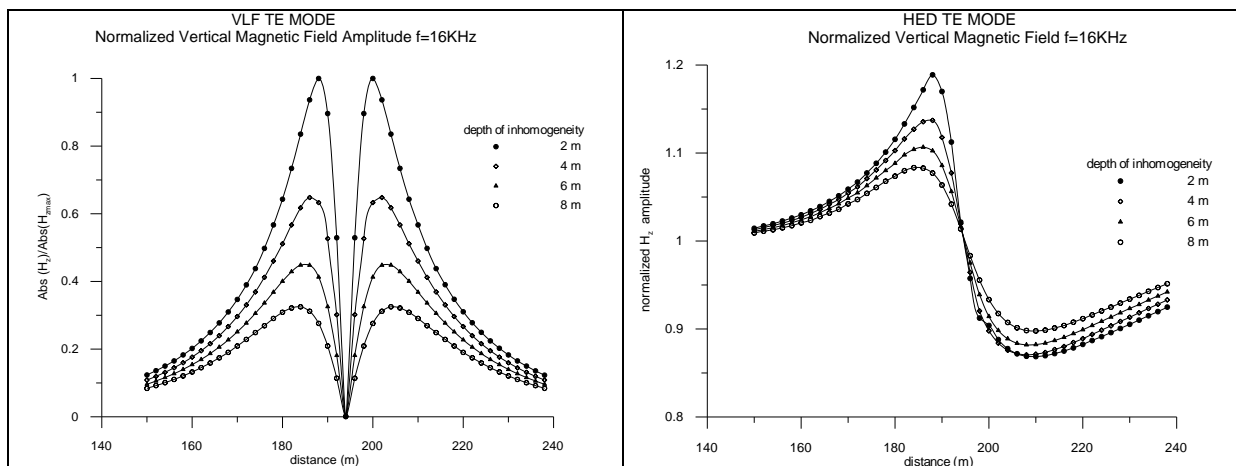 VLF TE MODE
Normalized Vertical Magnetic Field Amplitude f=16KHz
1
0.8
0.6
0.4
0.2
0
Abs (Hz)/Abs(Hzmax)
depth of inhomogeneity
2 m
4 m
6 m
8 m
140 160 180 200 220 240
distance (m)
HED TE MODE
Normalized Vertical Magnetic Field f=16KHz
1.2
1.1
1
0.9
0.8
normalized Hz amplitude
depth of inhomogeneity
2 m
4 m
6 m
8 m
140 160 180 200 220 240
distance (m)